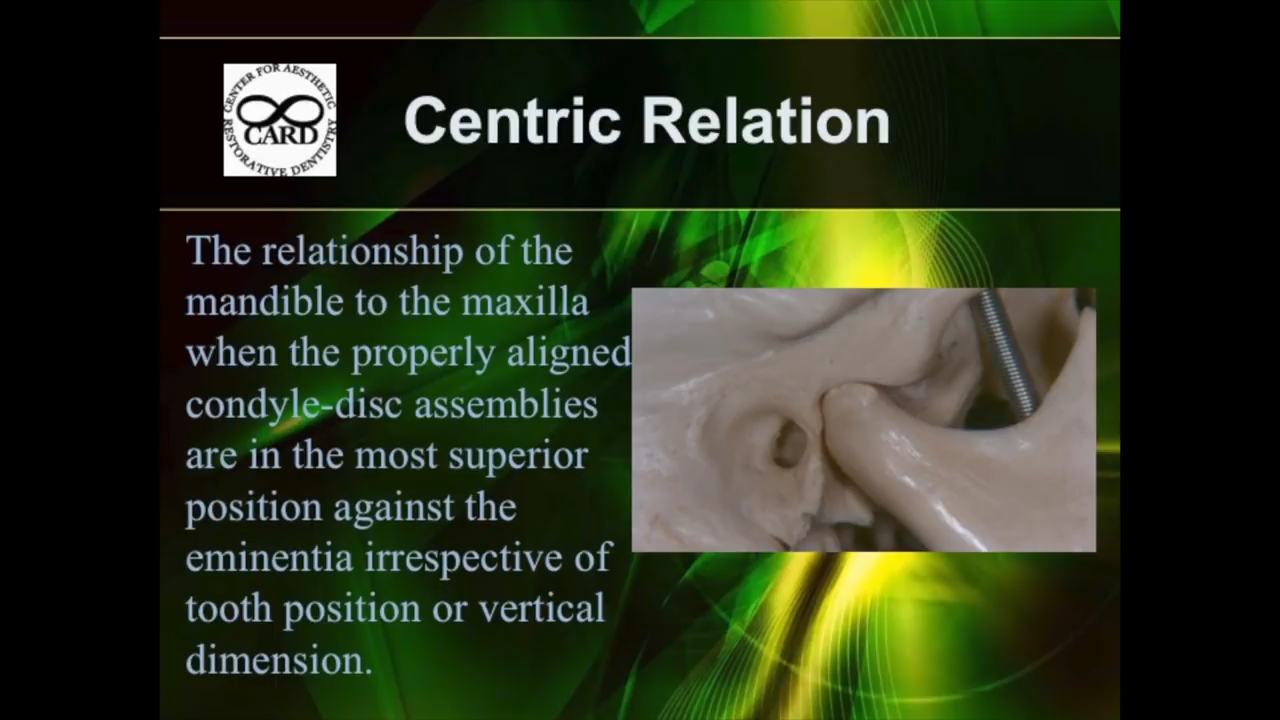 CENTER FOR AESTHETIC
RESTORATIVE DENTISTRY
CARD
Centric Relation
The relationship of the
mandible to the maxilla
when the properly aligned
condyle-disc assemblies
are in the most superior
position against the
eminentia irrespective of
tooth position or vertical
dimension.